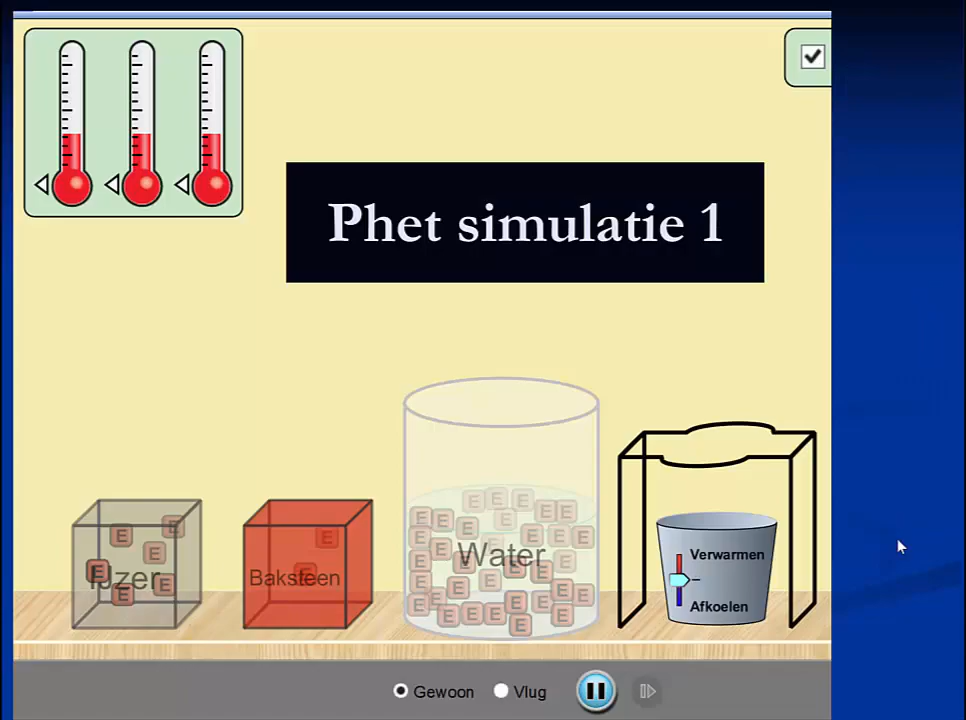 Phet simulatie 1
IJzer
Baksteen
Water
Verwarmen
Afkoelen
Gewoon
Vlug